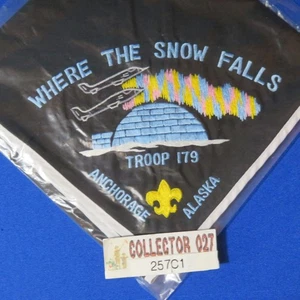 WHERE THE SNOW FALLS
TROOP 179
ANCHORAGE
ALASKA
COLLECTOR 027
257C1